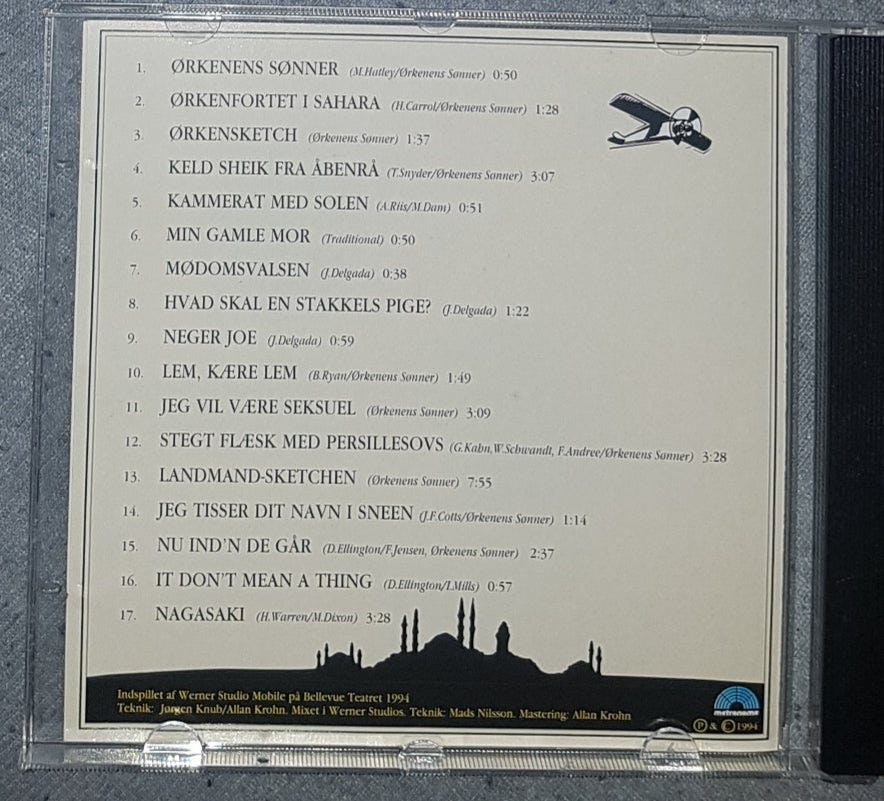 1. ØRKENENS SØNNER (M.Hatley/Ørkenens Sønner) 0:50
2. ØRKENFORTET I SAHARA (H.Carrol/Ørkenens Sønner) 1:28
3. ØRKENSKETCH (Ørkenens Sønner) 1:37
4. KELD SHEIK FRA ÅBENRÅ (T.Snyder/Ørkenens Sønner) 3:07
5. KAMMERAT MED SOLEN (A.Riis/M.Dam) 0:51
6. MIN GAMLE MOR (Traditional) 0:50
7. MØDOMSVALSEN (J.Delgada) 0:38
8. HVAD SKAL EN STAKKELS PIGE? (J.Delgada) 1:22
9. NEGER JOE (J.Delgada) 0:59
10. LEM, KÆRE LEM (B.Ryan/Ørkenens Sønner) 1:49
11. JEG VIL VÆRE SEKSUEL (Ørkenens Sønner) 3:09
12. STEGT FLÆSK MED PERSILLESOVS (G.Kahn,W.Schwandt, F.Andree/Ørkenens Sønner) 3:28
13. LANDMAND-SKETCHEN (Ørkenens Sønner) 7:55
14. JEG TISSER DIT NAVN I SNEEN (J.F.Cotts/Ørkenens Sønner) 1:14
15. NU IND'N DE GÅR (D.Ellington/F.Jensen, Ørkenens Sønner) 2:37
16. IT DON'T MEAN A THING (D.Ellington/I.Mills) 0:57
17. NAGASAKI (H.Warren/M.Dixon) 3:28
Indspillet af Werner Studio Mobile på Bellevue Teatret 1994
Teknik: Jørgen Knub/Allan Krohn. Mixet i Werner Studios. Teknik: Mads Nilsson. Mastering: Allan Krohn
metronome
Ⓟ & © 1994